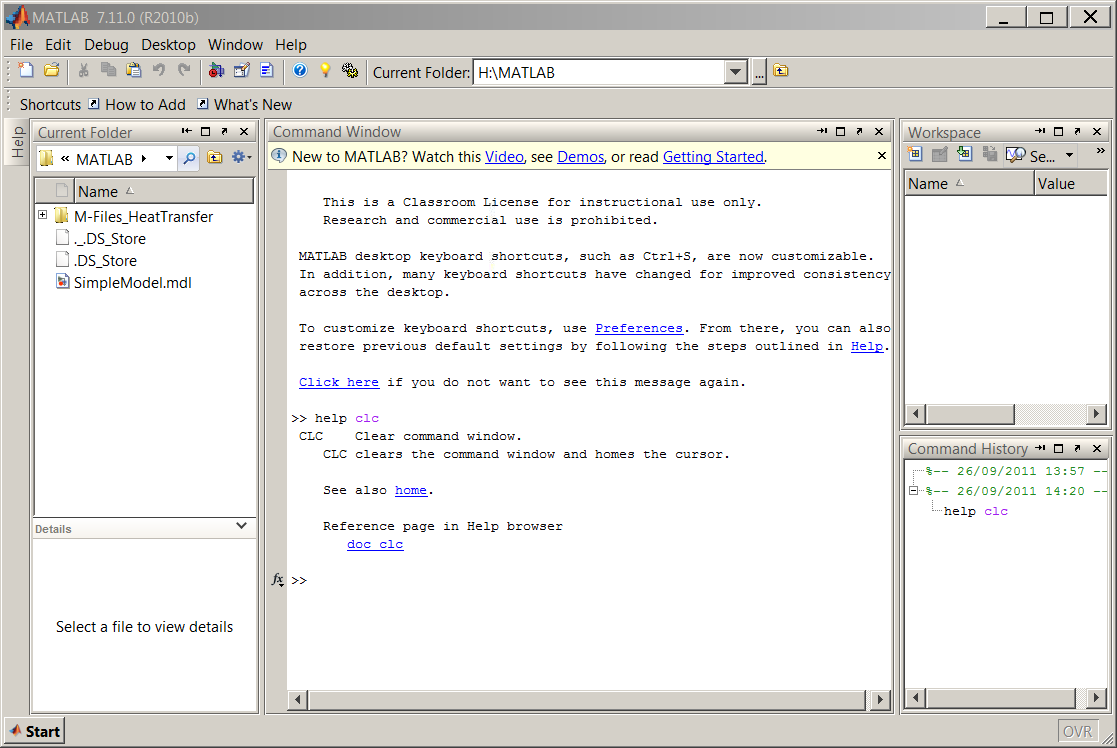 MATLAB 7.11.0 (R2010b)
File Edit Debug Desktop Window Help
Current Folder: H:\MATLAB ...
Shortcuts How to Add What's New
Help
Current Folder
« MATLAB
Name
M-Files_HeatTransfer
._.DS_Store
.DS_Store
SimpleModel.mdl
Details
Select a file to view details
Command Window
New to MATLAB? Watch this Video, see Demos, or read Getting Started.
This is a Classroom License for instructional use only.
Research and commercial use is prohibited.
MATLAB desktop keyboard shortcuts, such as Ctrl+S, are now customizable.
In addition, many keyboard shortcuts have changed for improved consistency
across the desktop.
To customize keyboard shortcuts, use Preferences. From there, you can also
restore previous default settings by following the steps outlined in Help.
Click here if you do not want to see this message again.
>> help clc
CLC Clear command window.
CLC clears the command window and homes the cursor.
See also home.
Reference page in Help browser
doc clc
fx >>
Workspace
Se... »
Name Value
Command History
%-- 26/09/2011 13:57 --
%-- 26/09/2011 14:20 --
help clc
Start
OVR